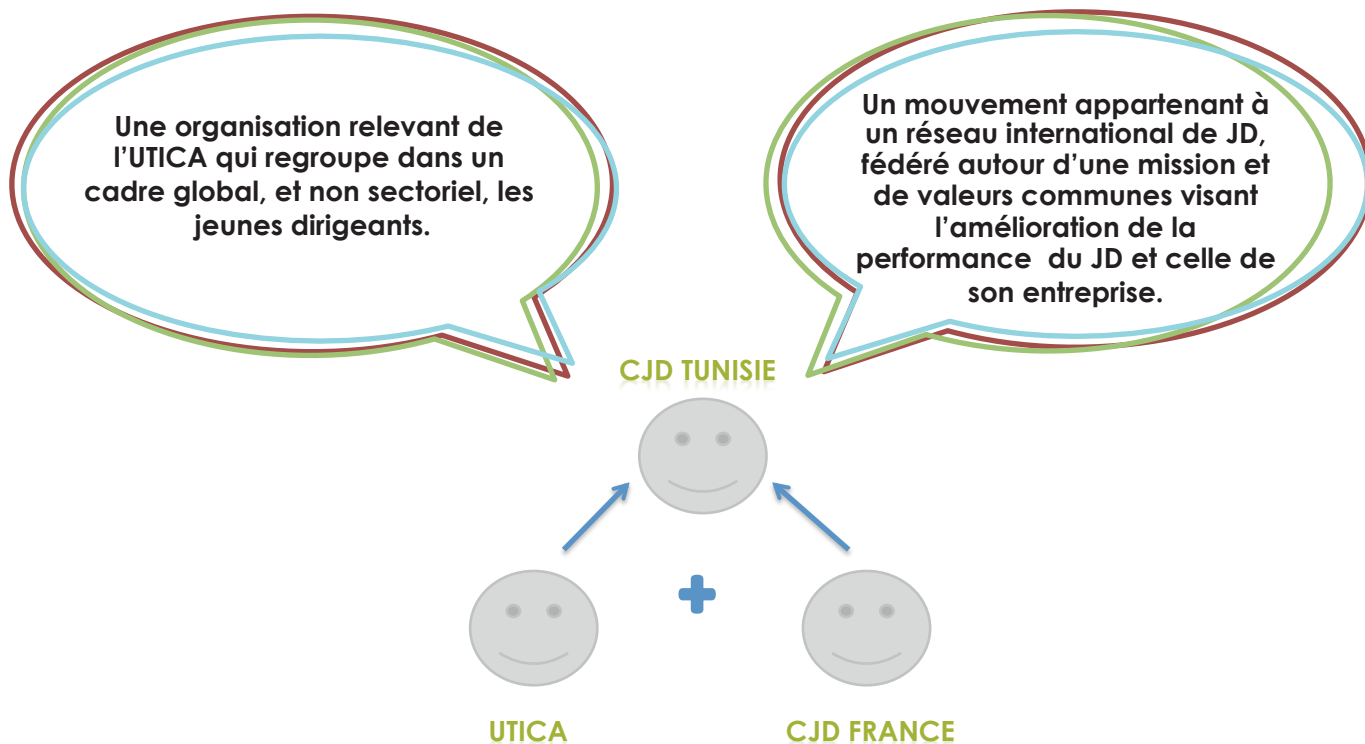 Une organisation relevant de
l’UTICA qui regroupe dans un
cadre global, et non sectoriel, les
jeunes dirigeants.
Un mouvement appartenant à
un réseau international de JD,
fédéré autour d’une mission et
de valeurs communes visant
l’amélioration de la
performance du JD et celle de
son entreprise.
CJD TUNISIE
UTICA
CJD FRANCE